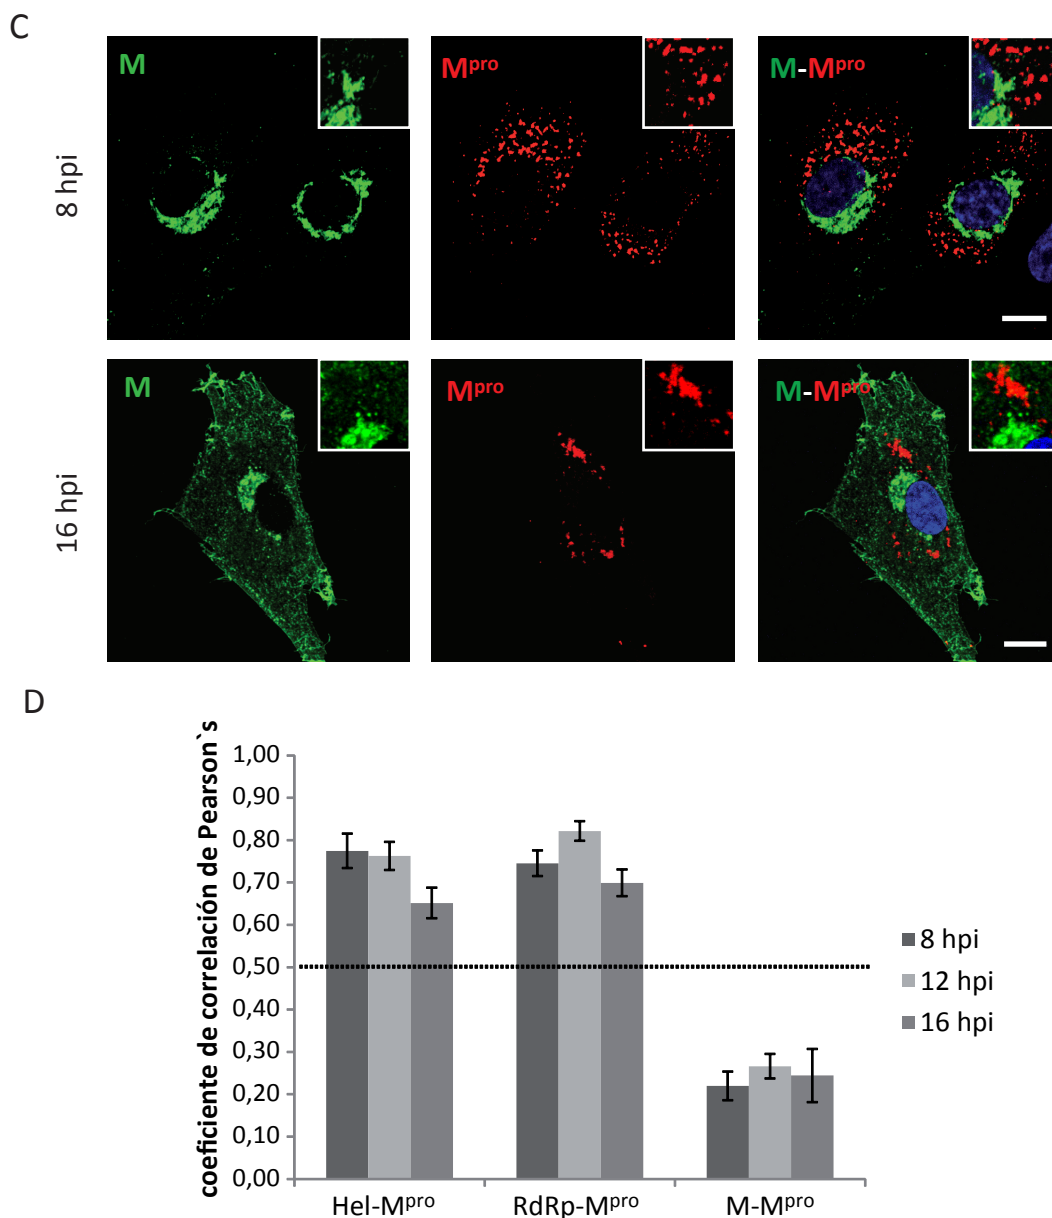 C
M
Mpro
M-Mpro
8 hpi
M
Mpro
M-Mpro
16 hpi
D
coeficiente de correlación de Pearson`s
1,00
0,90
0,80
0,70
0,60
0,50
0,40
0,30
0,20
0,10
0,00
Hel-Mpro
RdRp-Mpro
M-Mpro
8 hpi
12 hpi
16 hpi